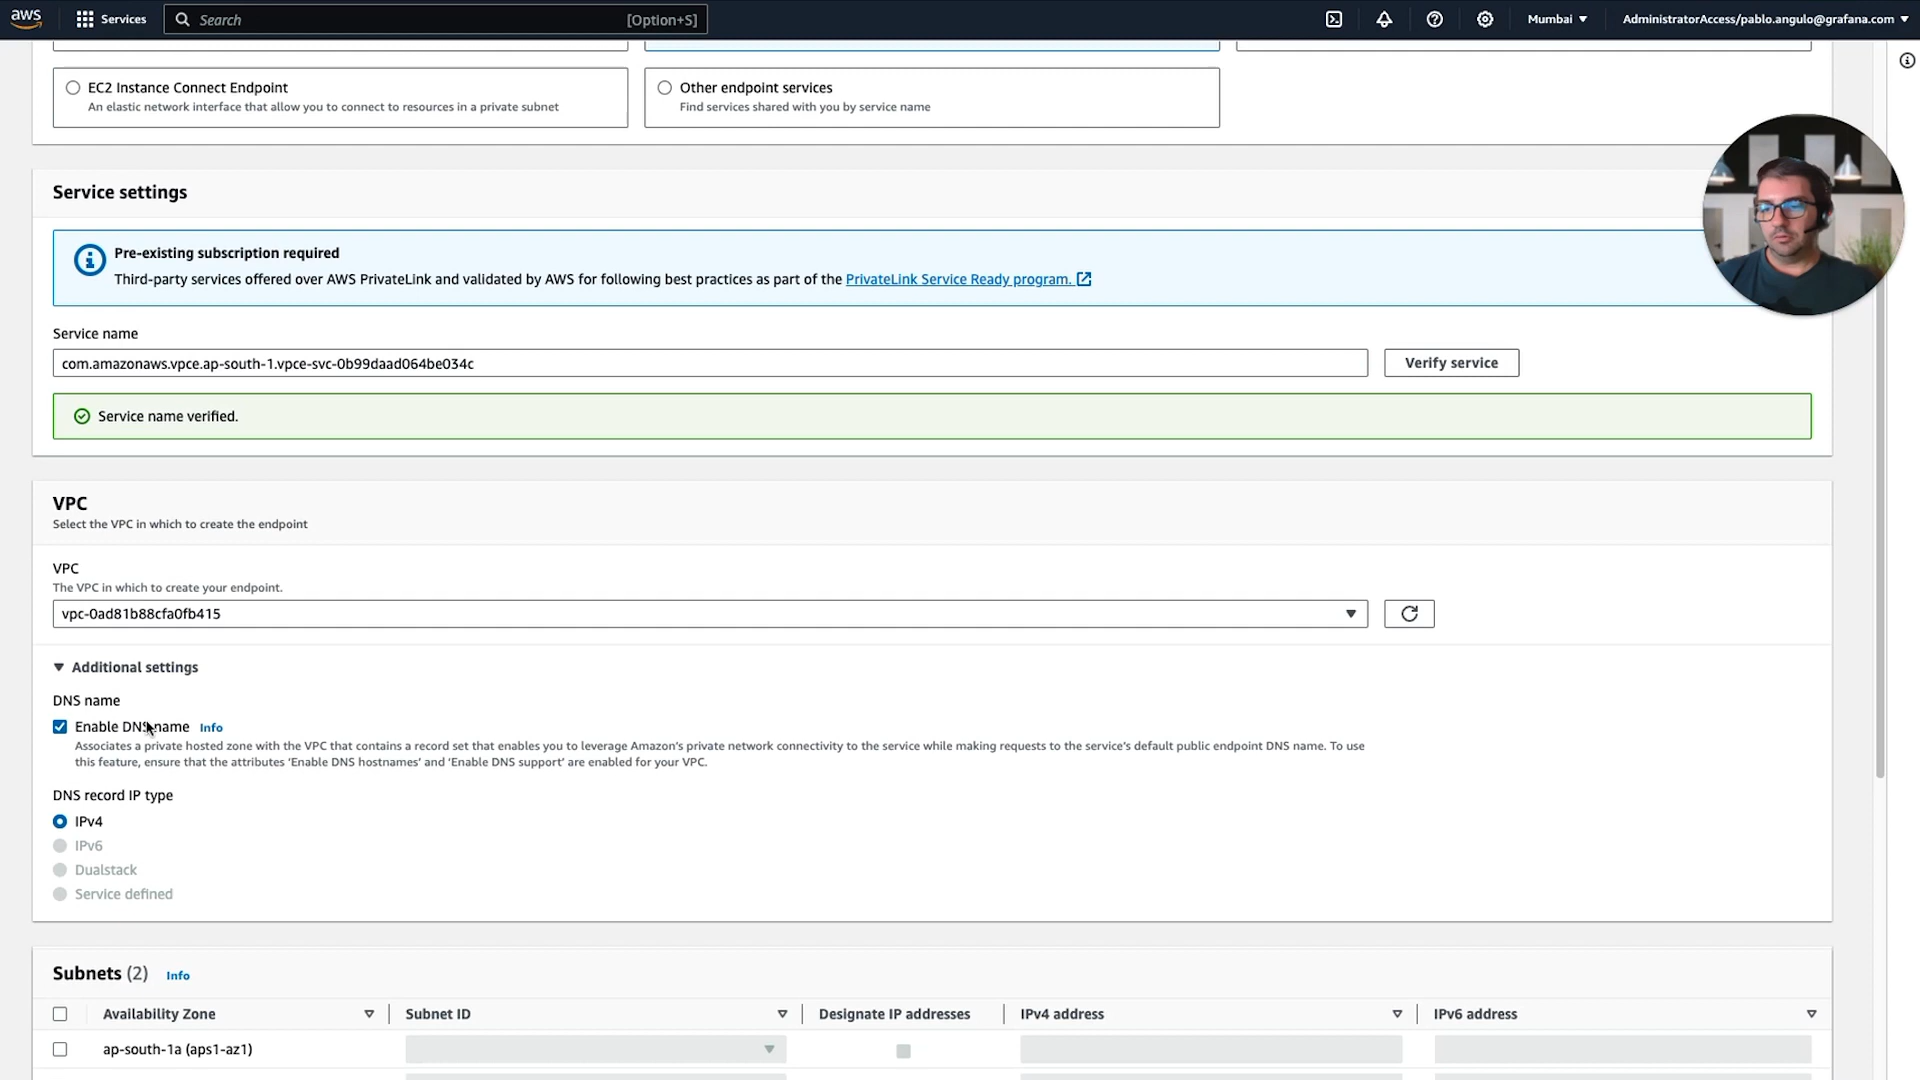 aws
Services
Search
[Option+S]
Mumbai
AdministratorAccess/pablo.angulo@grafana.com
EC2 Instance Connect Endpoint
An elastic network interface that allow you to connect to resources in a private subnet
Other endpoint services
Find services shared with you by service name
Service settings
Pre-existing subscription required
Third-party services offered over AWS PrivateLink and validated by AWS for following best practices as part of the PrivateLink Service Ready program.
Service name
com.amazonaws.vpce.ap-south-1.vpce-svc-0b99daad064be034c
Verify service
Service name verified.
VPC
Select the VPC in which to create the endpoint
VPC
The VPC in which to create your endpoint.
vpc-0ad81b88cfa0fb415
Additional settings
DNS name
Enable DNS name Info
Associates a private hosted zone with the VPC that contains a record set that enables you to leverage Amazon's private network connectivity to the service while making requests to the service's default public endpoint DNS name. To use
this feature, ensure that the attributes 'Enable DNS hostnames' and 'Enable DNS support' are enabled for your VPC.
DNS record IP type
IPv4
IPv6
Dualstack
Service defined
Subnets (2) Info
Availability Zone
Subnet ID
Designate IP addresses
IPv4 address
IPv6 address
ap-south-1a (aps1-az1)